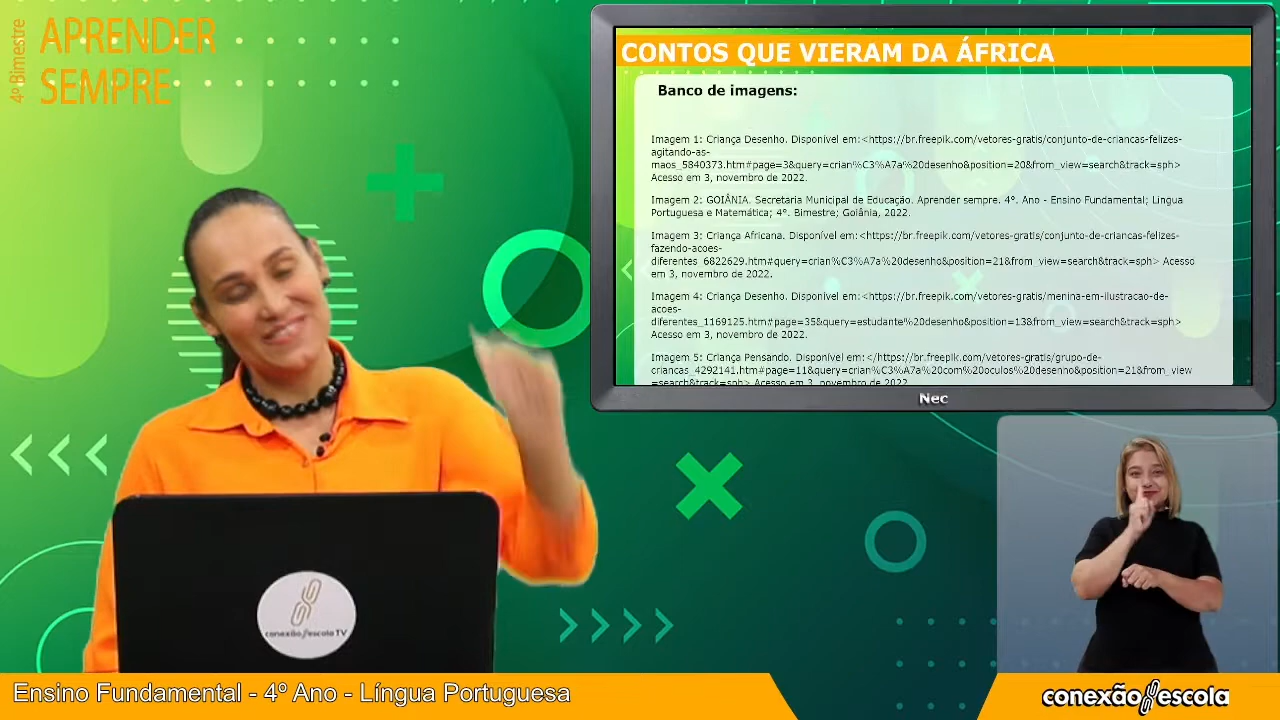 4º Bimestre
APRENDER
SEMPRE
CONTOS QUE VIERAM DA ÁFRICA
Banco de imagens:
Imagem 1: Criança Desenho. Disponível em:<https://br.freepik.com/vetores-gratis/conjunto-de-criancas-felizes-
agitando-as-
maos_5840373.htm#page=3&query=crian%C3%A7a%20desenho&position=20&from_view=search&track=sph>
Acesso em 3, novembro de 2022.
Imagem 2: GOIÂNIA. Secretaria Municipal de Educação. Aprender sempre. 4º. Ano - Ensino Fundamental; Língua
Portuguesa e Matemática; 4º. Bimestre; Goiânia, 2022.
Imagem 3: Criança Africana. Disponível em:<https://br.freepik.com/vetores-gratis/conjunto-de-criancas-felizes-
fazendo-acoes-
diferentes_6822629.htm#query=crian%C3%A7a%20desenho&position=21&from_view=search&track=sph> Acesso
em 3, novembro de 2022.
Imagem 4: Criança Desenho. Disponível em:<https://br.freepik.com/vetores-gratis/menina-em-ilustracao-de-
acoes-
diferentes_1169125.htm#page=35&query=estudante%20desenho&position=13&from_view=search&track=sph>
Acesso em 3, novembro de 2022.
Imagem 5: Criança Pensando. Disponível em:</https://br.freepik.com/vetores-gratis/grupo-de-
criancas_4292141.htm#page=11&query=crian%C3%A7a%20com%20oculos%20desenho&position=21&from_view
=search&track=sph> Acesso em 3, novembro de 2022
Nec
conexão escola TV
Ensino Fundamental - 4º Ano - Língua Portuguesa
conexão escola